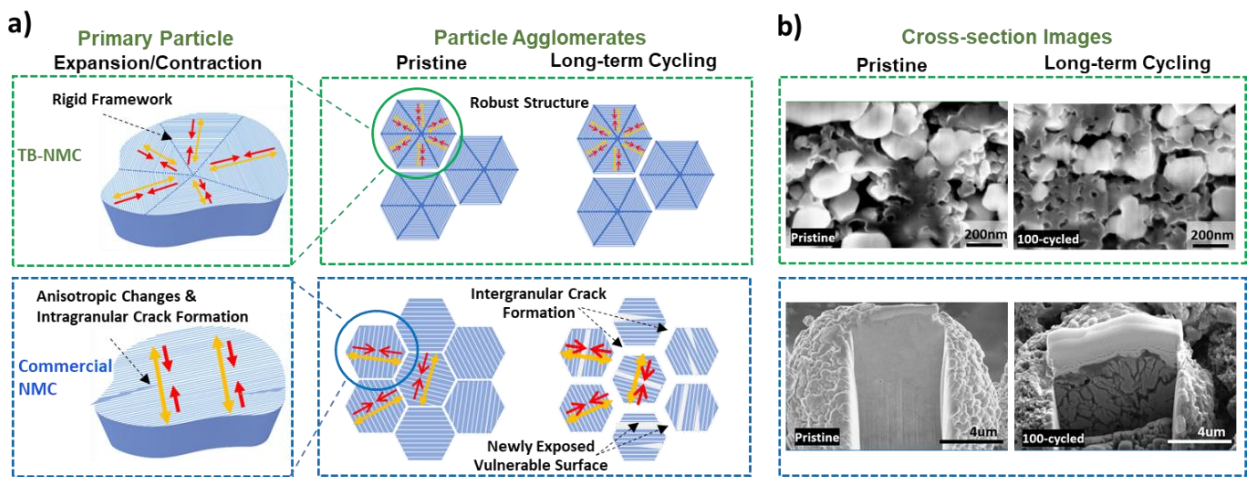 a)
Primary Particle
Expansion/Contraction
Particle Agglomerates
Pristine
Long-term Cycling
Rigid Framework
TB-NMC
Robust Structure
Anisotropic Changes &
Intragranular Crack Formation
Commercial
NMC
Intergranular Crack
Formation
Newly Exposed
Vulnerable Surface
b)
Cross-section Images
Pristine
Long-term Cycling
Pristine
200nm
100-cycled
200nm
Pristine
4um
100-cycled
4um